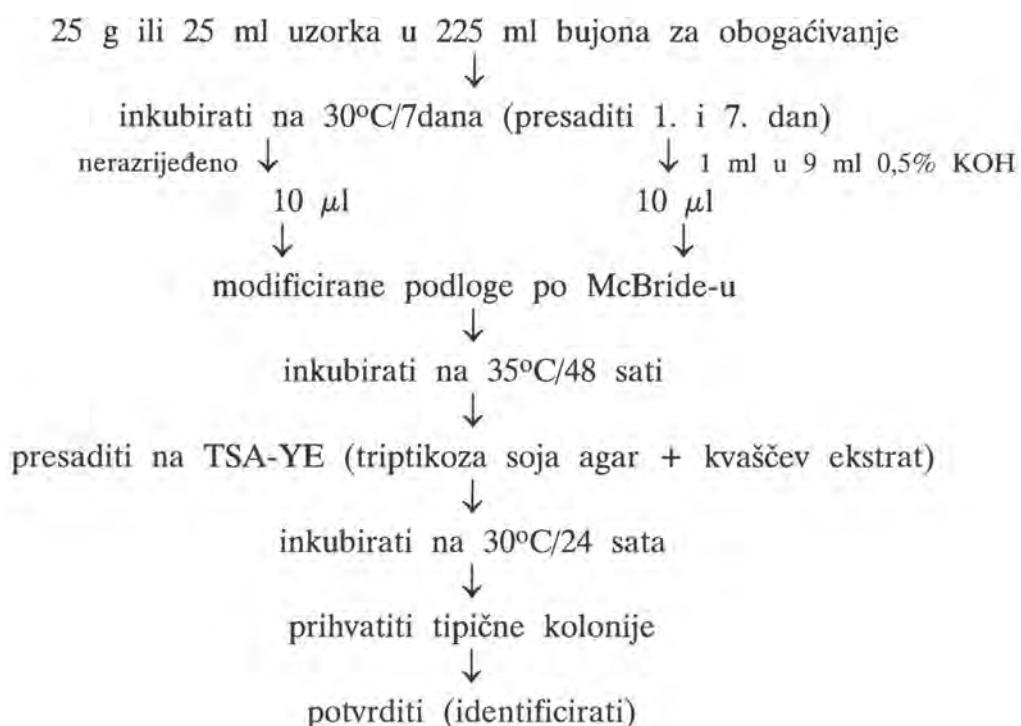 25 g ili 25 ml uzorka u 225 ml bujona za obogaćivanje
↓
inkubirati na 30°C/7dana (presaditi 1. i 7. dan)
nerazrijeđeno ↓ ↓ 1 ml u 9 ml 0,5% KOH
10 μl 10 μl
↓ ↓
modificirane podloge po McBride-u
↓
inkubirati na 35°C/48 sati
↓
presaditi na TSA-YE (triptikoza soja agar + kvaščev ekstrat)
↓
inkubirati na 30°C/24 sata
↓
prihvatiti tipične kolonije
↓
potvrditi (identificirati)